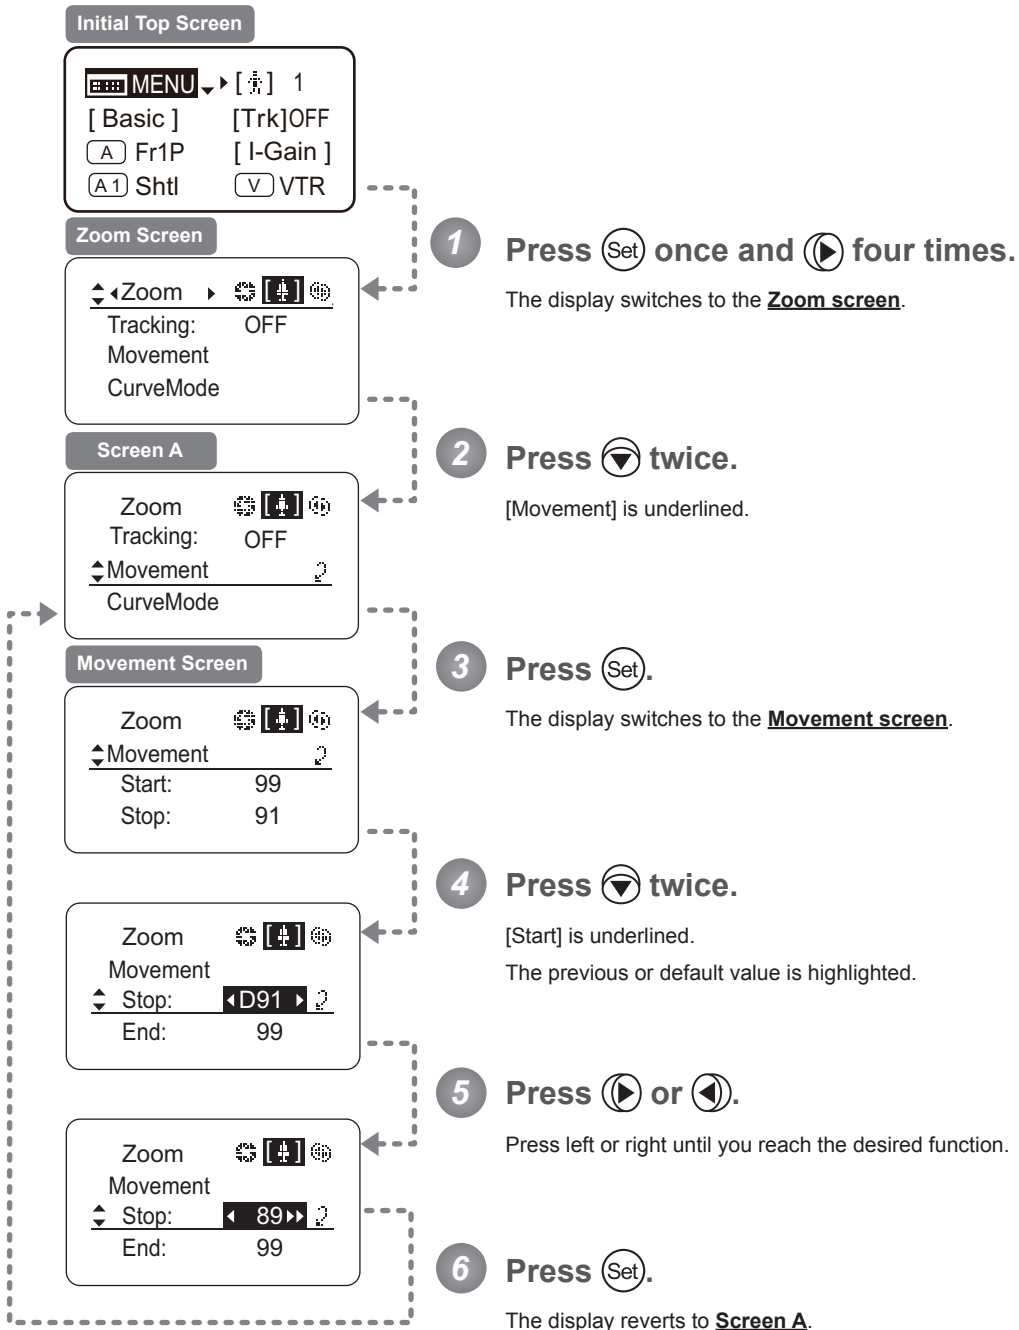 Initial Top Screen
MENU [ ] 1
[ Basic ] [Trk]OFF
A Fr1P [ I-Gain ]
A1 Shtl V VTR
Zoom Screen
Zoom [ ]
Tracking: OFF
Movement
CurveMode
1 Press Set once and four times.
The display switches to the Zoom screen.
Screen A
Zoom [ ]
Tracking: OFF
Movement
CurveMode
2 Press twice.
[Movement] is underlined.
Movement Screen
Zoom [ ]
Movement
Start: 99
Stop: 91
3 Press Set.
The display switches to the Movement screen.
Zoom [ ]
Movement
Stop: D91
End: 99
4 Press twice.
[Start] is underlined.
The previous or default value is highlighted.
Zoom [ ]
Movement
Stop: 89
End: 99
5 Press or .
Press left or right until you reach the desired function.
6 Press Set.
The display reverts to Screen A.